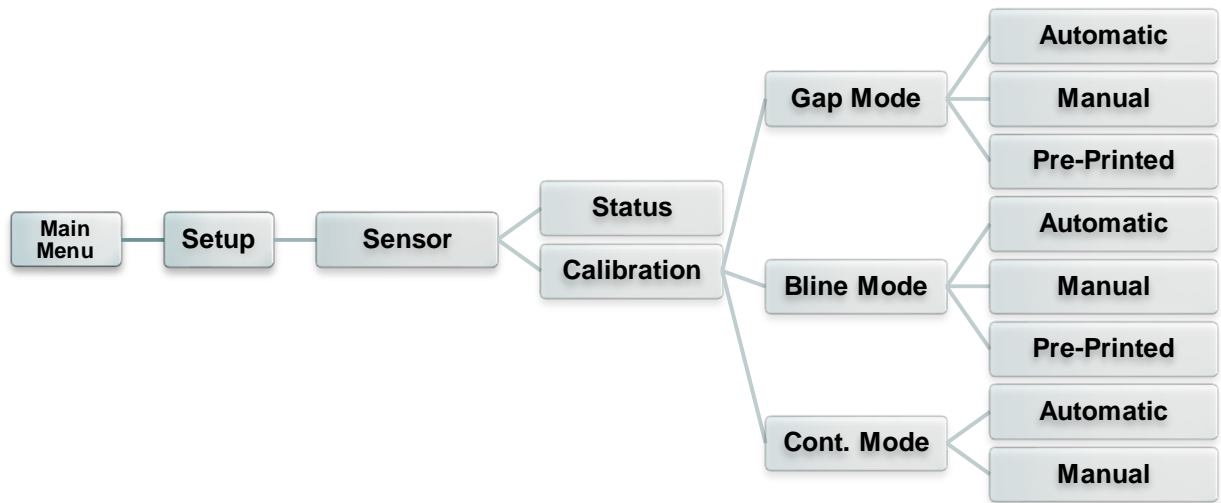 Main
Menu
Setup
Sensor
Status
Calibration
Gap Mode
Automatic
Manual
Pre-Printed
Bline Mode
Automatic
Manual
Pre-Printed
Cont. Mode
Automatic
Manual